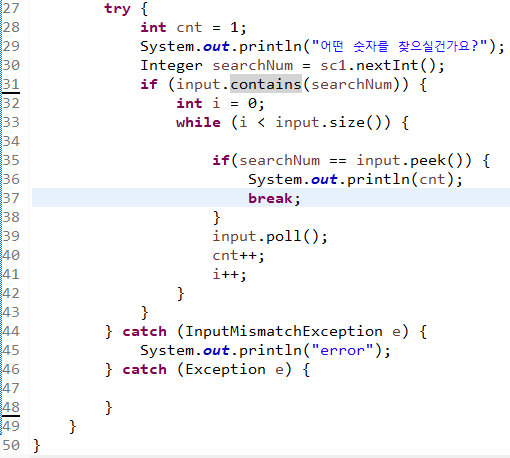 27 try {
28 int cnt = 1;
29 System.out.println("어떤 숫자를 찾으실건가요?");
30 Integer searchNum = sc1.nextInt();
31 if (input.contains(searchNum)) {
32 int i = 0;
33 while (i < input.size()) {
34
35 if(searchNum == input.peek()) {
36 System.out.println(cnt);
37 break;
38 }
39 input.poll();
40 cnt++;
41 i++;
42 }
43 }
44 } catch (InputMismatchException e) {
45 System.out.println("error");
46 } catch (Exception e) {
47
48 }
49 }
50 }